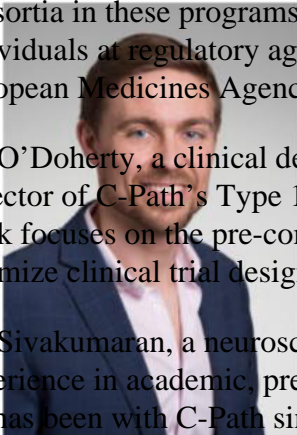 sortia in these programs
viduals at regulatory ag
opean Medicines Agenc
O’Doherty, a clinical de
ector of C-Path’s Type 1
k focuses on the pre-con
mize clinical trial desig
Sivakumaran, a neurosc
erience in academic, pre
has been with C-Path sin